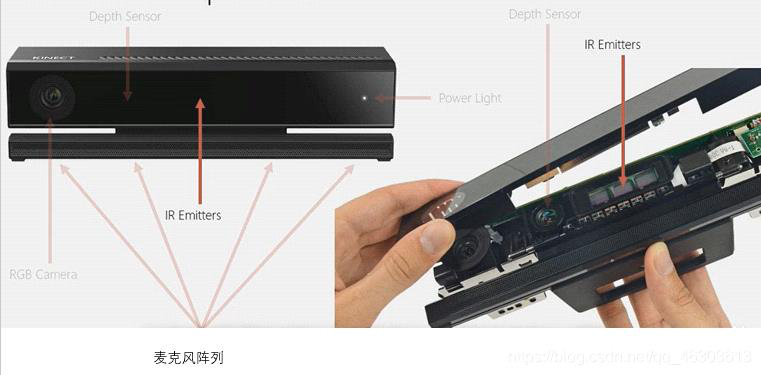 Depth Sensor
KINECT
Power Light
IR Emitters
RGB Camera
麦克风阵列
Depth Sensor
IR Emitters
https://blog.csdn.net/qq_46303613